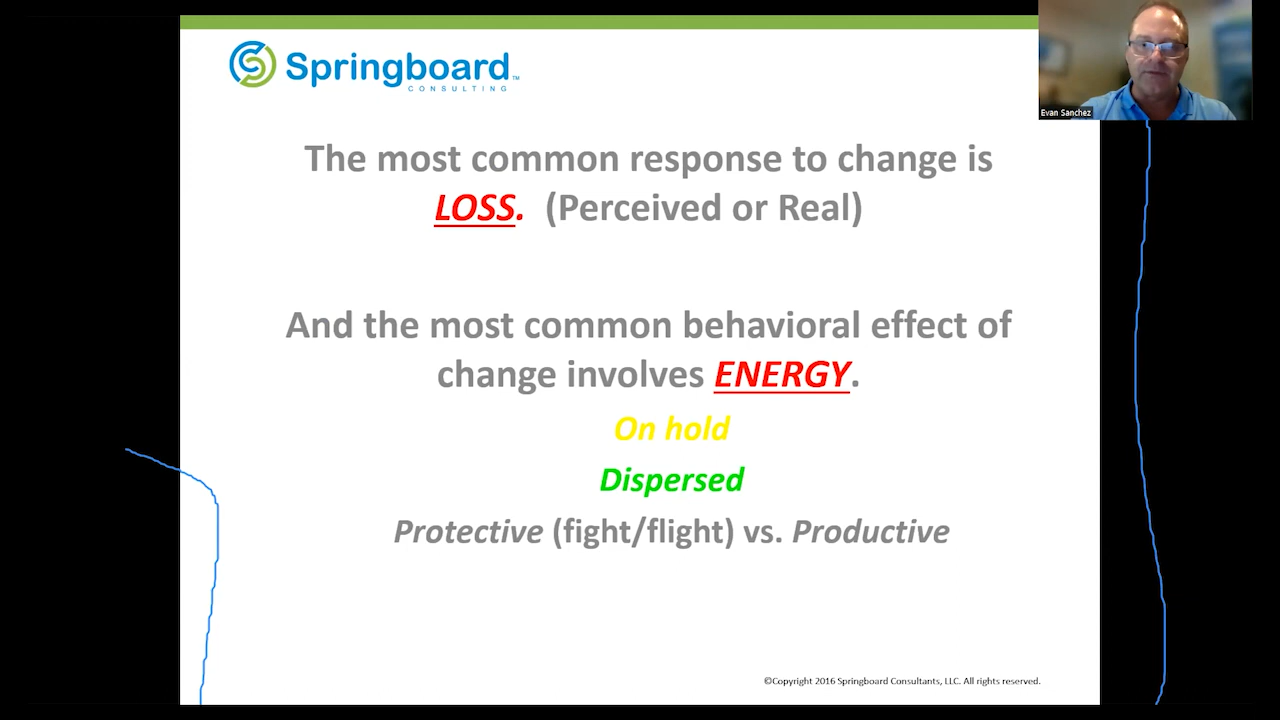 Springboard™
CONSULTING
Evan Sanchez
The most common response to change is
LOSS. (Perceived or Real)
And the most common behavioral effect of
change involves ENERGY.
On hold
Dispersed
Protective (fight/flight) vs. Productive
©Copyright 2016 Springboard Consultants, LLC. All rights reserved.